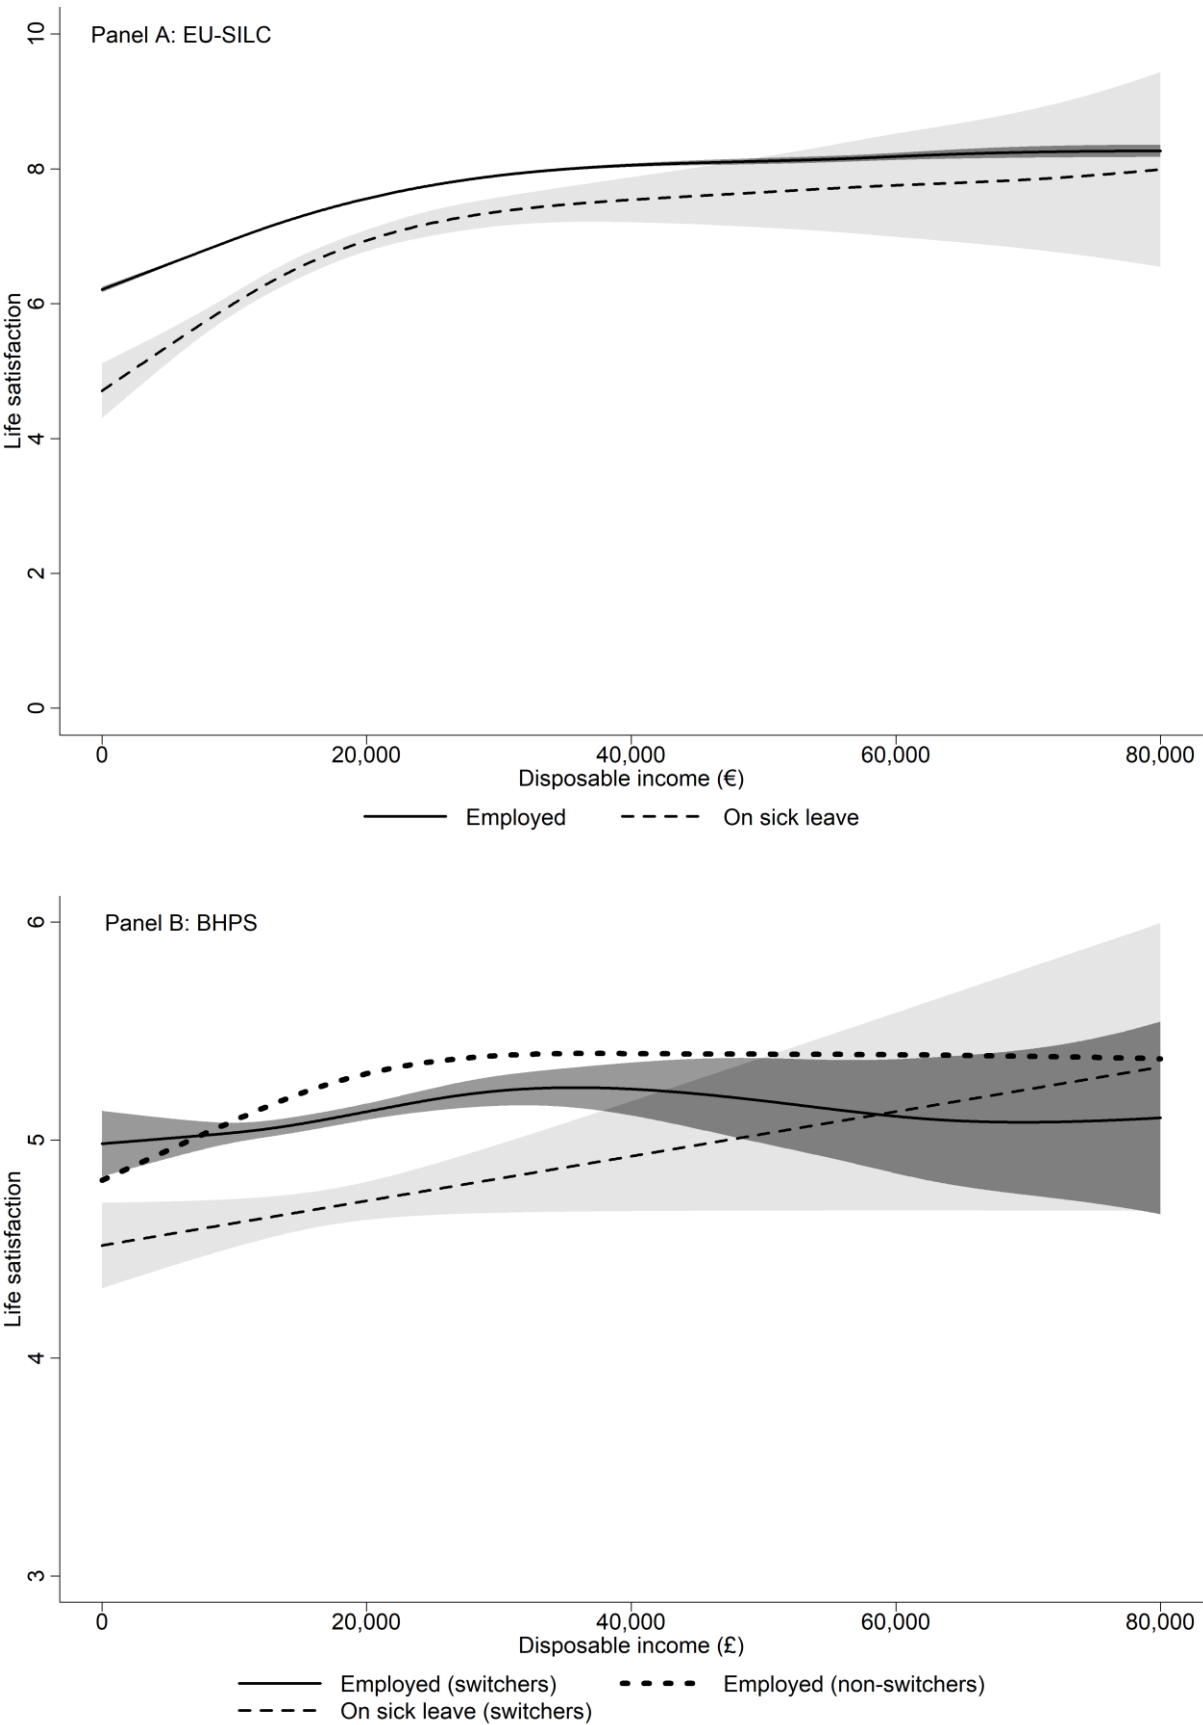 Panel A: EU-SILC
10
8
6
4
2
0
Life satisfaction
0 20,000 40,000 60,000 80,000
Disposable income (€)
Employed On sick leave
Panel B: BHPS
6
5
4
3
Life satisfaction
0 20,000 40,000 60,000 80,000
Disposable income (£)
Employed (switchers) Employed (non-switchers)
On sick leave (switchers)